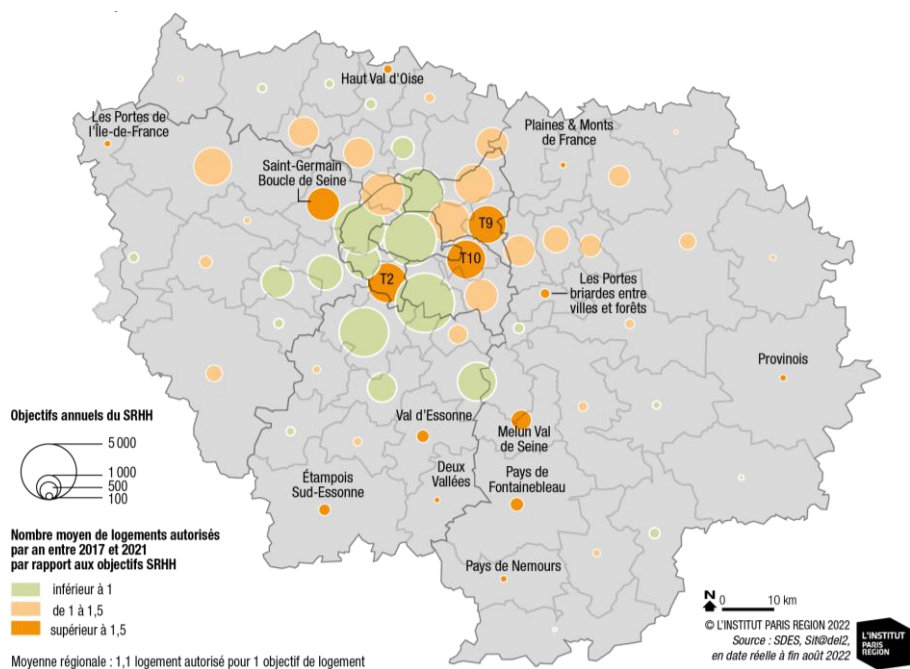 Haut Val d'Oise
Les Portes de
l'Île-de-France
Plaines & Monts
de France
Saint-Germain
Boucle de Seine
T9
T10
T2
Les Portes
briardes entre
villes et forêts
Provinois
Val d'Essonne
Melun Val
de Seine
Étampois
Sud-Essonne
Deux
Vallées
Pays de
Fontainebleau
Pays de Nemours
Objectifs annuels du SRHH
5 000
1 000
500
100
Nombre moyen de logements autorisés
par an entre 2017 et 2021
par rapport aux objectifs SRHH
inférieur à 1
de 1 à 1,5
supérieur à 1,5
Moyenne régionale : 1,1 logement autorisé pour 1 objectif de logement
N
0 10 km
© L'INSTITUT PARIS REGION 2022
Source : SDES, Sit@del2,
en date réelle à fin août 2022
L'INSTITUT
PARIS
REGION